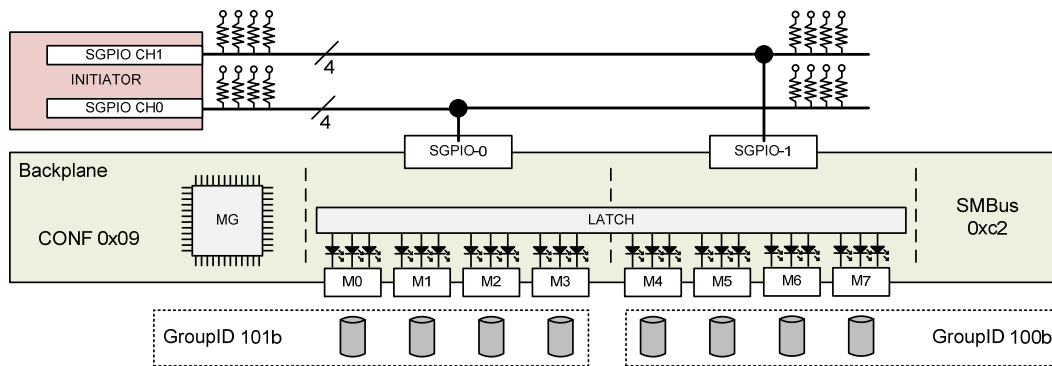 SGPIO CH1
INITIATOR
SGPIO CH0
4
4
SGPIO-0
SGPIO-1
Backplane
MG
CONF 0x09
LATCH
SMBus
0xc2
M0 M1 M2 M3 M4 M5 M6 M7
GroupID 101b
GroupID 100b